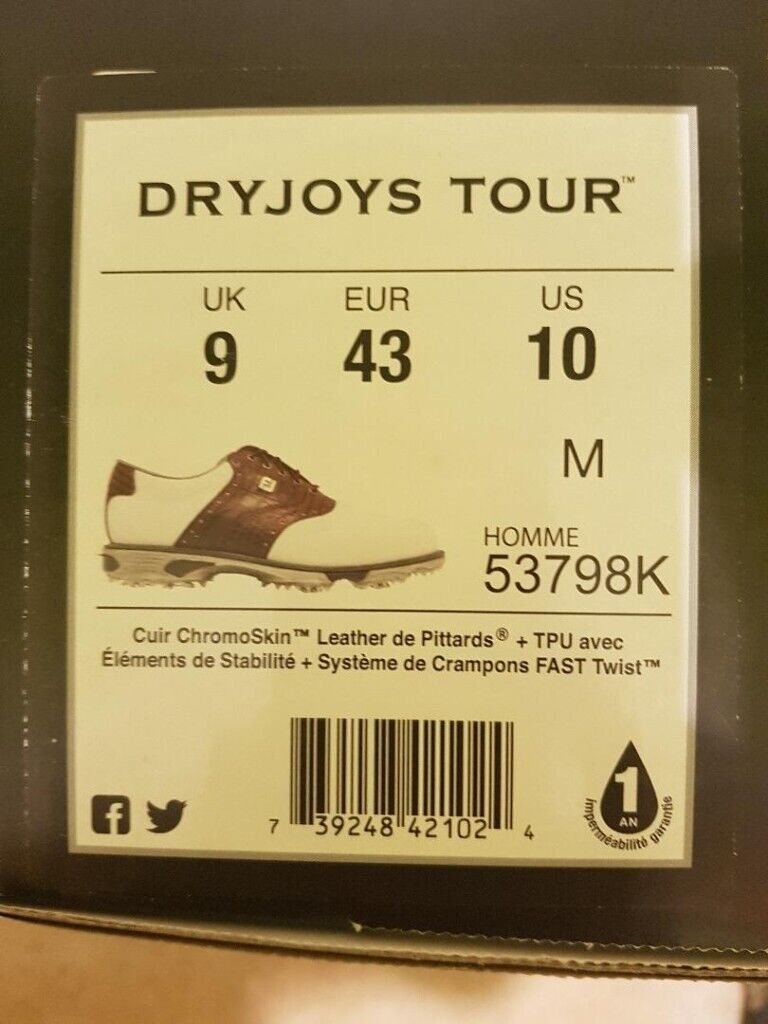 DRYJOYS TOUR™
UK EUR US
9 43 10
M
HOMME
53798K
Cuir ChromoSkin™ Leather de Pittards® + TPU avec
Éléments de Stabilité + Système de Crampons FAST Twist™
7 39248 42102 4
1
AN
imperméabilité garantie